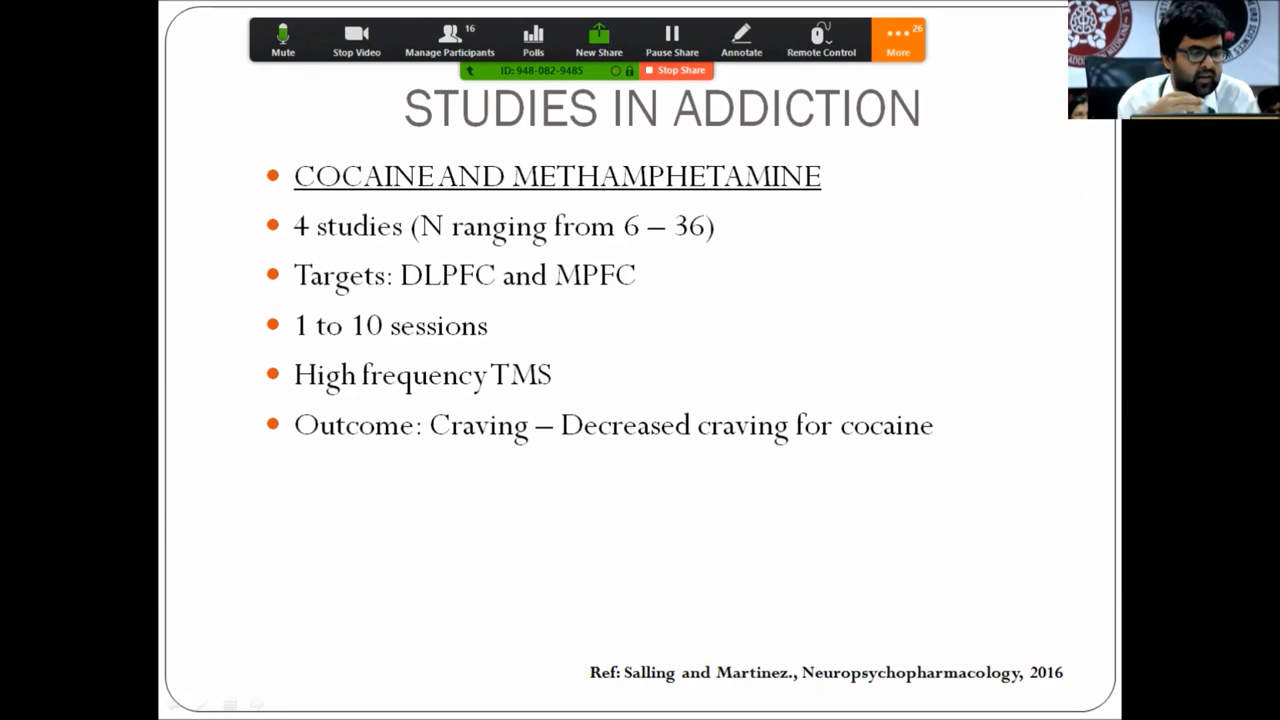 16
26
Mute
Stop Video
Manage Participants
Polls
New Share
Pause Share
Annotate
Remote Control
More
ID: 948-082-9485
Stop Share
STUDIES IN ADDICTION
COCAINE AND METHAMPHETAMINE
4 studies (N ranging from 6 – 36)
Targets: DLPFC and MPFC
1 to 10 sessions
High frequency TMS
Outcome: Craving – Decreased craving for cocaine
Ref: Salling and Martinez., Neuropsychopharmacology, 2016